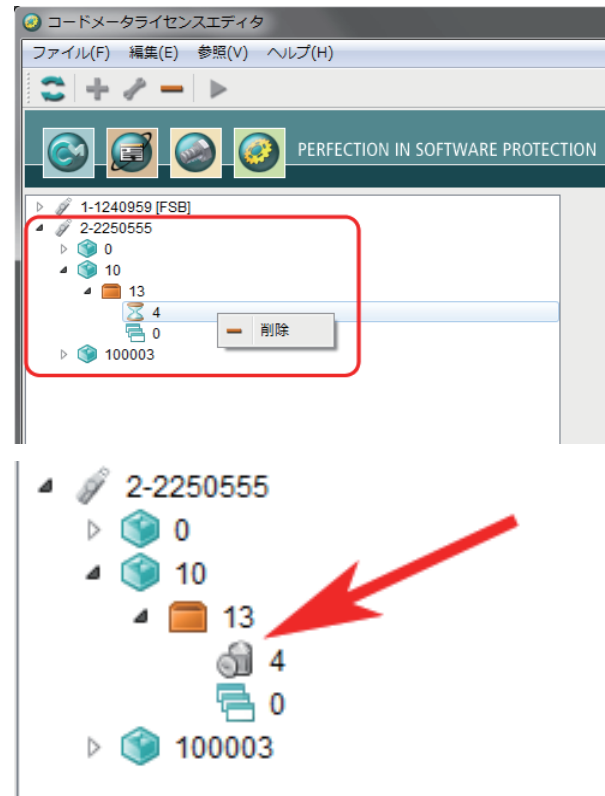 コードメータライセンスエディタ
ファイル(F) 編集(E) 参照(V) ヘルプ(H)
PERFECTION IN SOFTWARE PROTECTION
1-1240959 [FSB]
2-2250555
0
10
13
4
削除
0
100003
2-2250555
0
10
13
4
0
100003